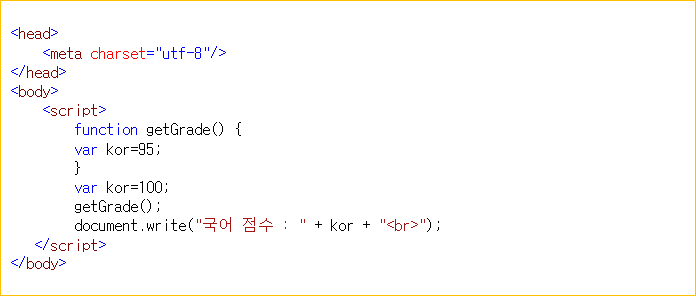 <head>
    <meta charset="utf-8"/>
</head>
<body>
    <script>
        function getGrade() {
        var kor=95;
        }
        var kor=100;
        getGrade();
        document.write("국어 점수 : " + kor + "<br>");
   </script>
</body>